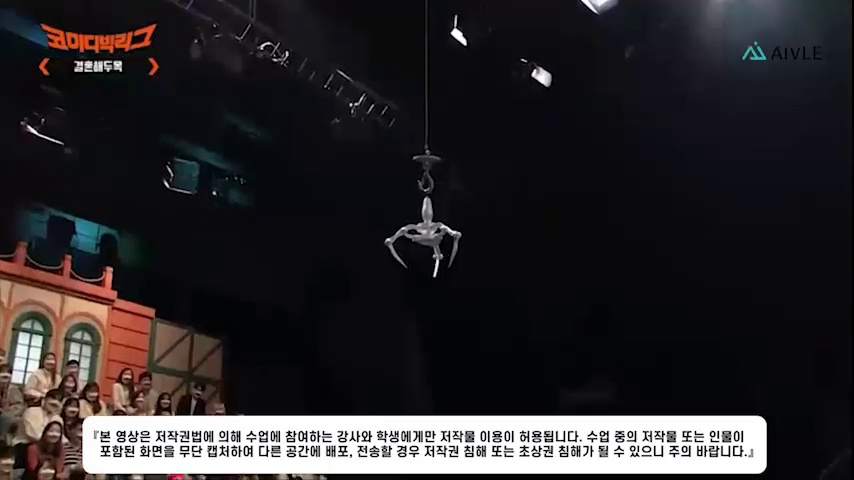 코미디빅리그
결혼해두목
AIVLE
『본 영상은 저작권법에 의해 수업에 참여하는 강사와 학생에게만 저작물 이용이 허용됩니다. 수업 중의 저작물 또는 인물이
포함된 화면을 무단 캡처하여 다른 공간에 배포, 전송할 경우 저작권 침해 또는 초상권 침해가 될 수 있으니 주의 바랍니다.』